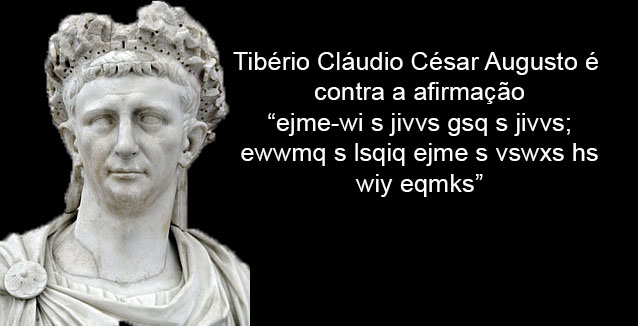 Tibério Cláudio César Augusto é
contra a afirmação
“ejme-wi s jivvs gsq s jivvs;
ewwmq s lsqiq ejme s vswxs hs
wiy eqmks”